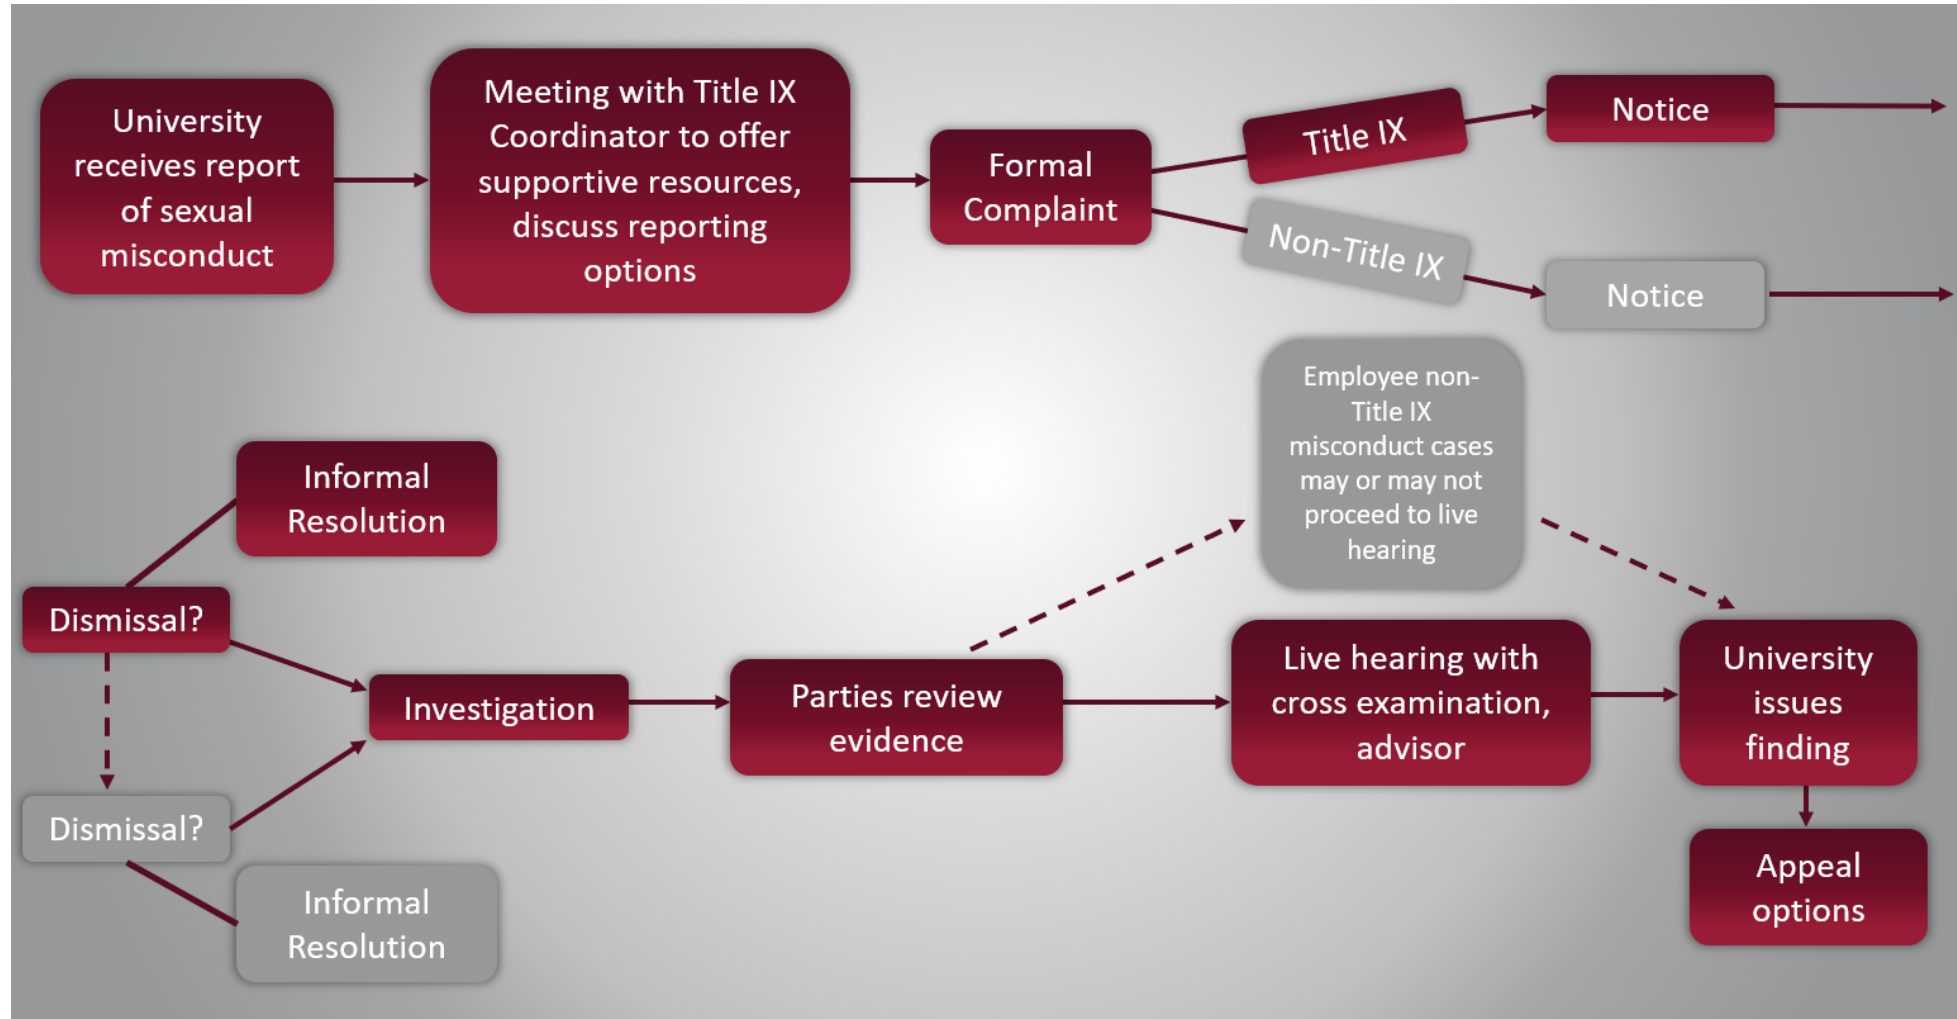 University
receives report
of sexual
misconduct
Meeting with Title IX
Coordinator to offer
supportive resources,
discuss reporting
options
Formal
Complaint
Title IX
Notice
Non-Title IX
Notice
Employee non-
Title IX
misconduct cases
may or may not
proceed to live
hearing
Informal
Resolution
Dismissal?
Investigation
Parties review
evidence
Live hearing with
cross examination,
advisor
University
issues
finding
Dismissal?
Informal
Resolution
Appeal
options